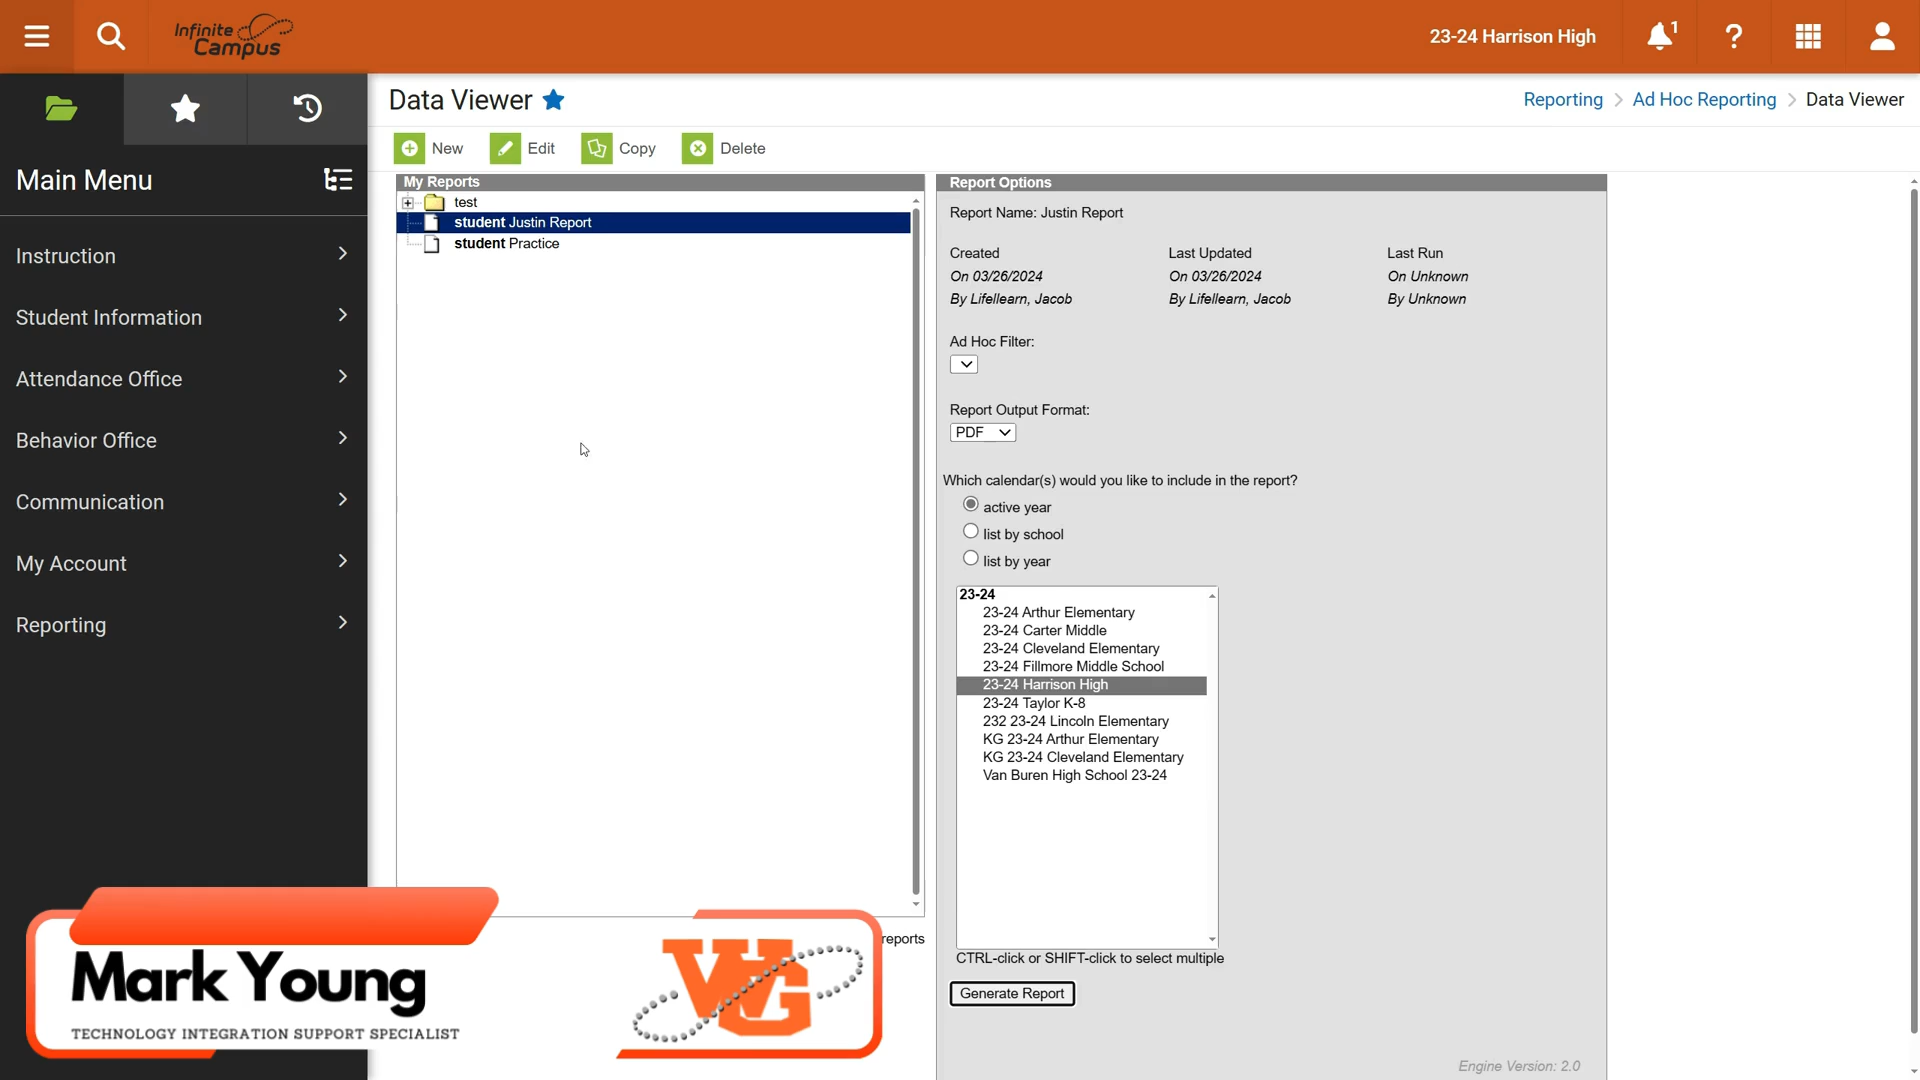 Infinite
Campus
23-24 Harrison High
1
?
Data Viewer
Reporting > Ad Hoc Reporting > Data Viewer
New
Edit
Copy
Delete
Main Menu
Instruction
Student Information
Attendance Office
Behavior Office
Communication
My Account
Reporting
My Reports
test
student Justin Report
student Practice
reports
Report Options
Report Name: Justin Report
Created
Last Updated
Last Run
On 03/26/2024
On 03/26/2024
On Unknown
By Lifellearn, Jacob
By Lifellearn, Jacob
By Unknown
Ad Hoc Filter:
Report Output Format:
PDF
Which calendar(s) would you like to include in the report?
active year
list by school
list by year
23-24
23-24 Arthur Elementary
23-24 Carter Middle
23-24 Cleveland Elementary
23-24 Fillmore Middle School
23-24 Harrison High
23-24 Taylor K-8
232 23-24 Lincoln Elementary
KG 23-24 Arthur Elementary
KG 23-24 Cleveland Elementary
Van Buren High School 23-24
CTRL-click or SHIFT-click to select multiple
Generate Report
Engine Version: 2.0
Mark Young
TECHNOLOGY INTEGRATION SUPPORT SPECIALIST
WG